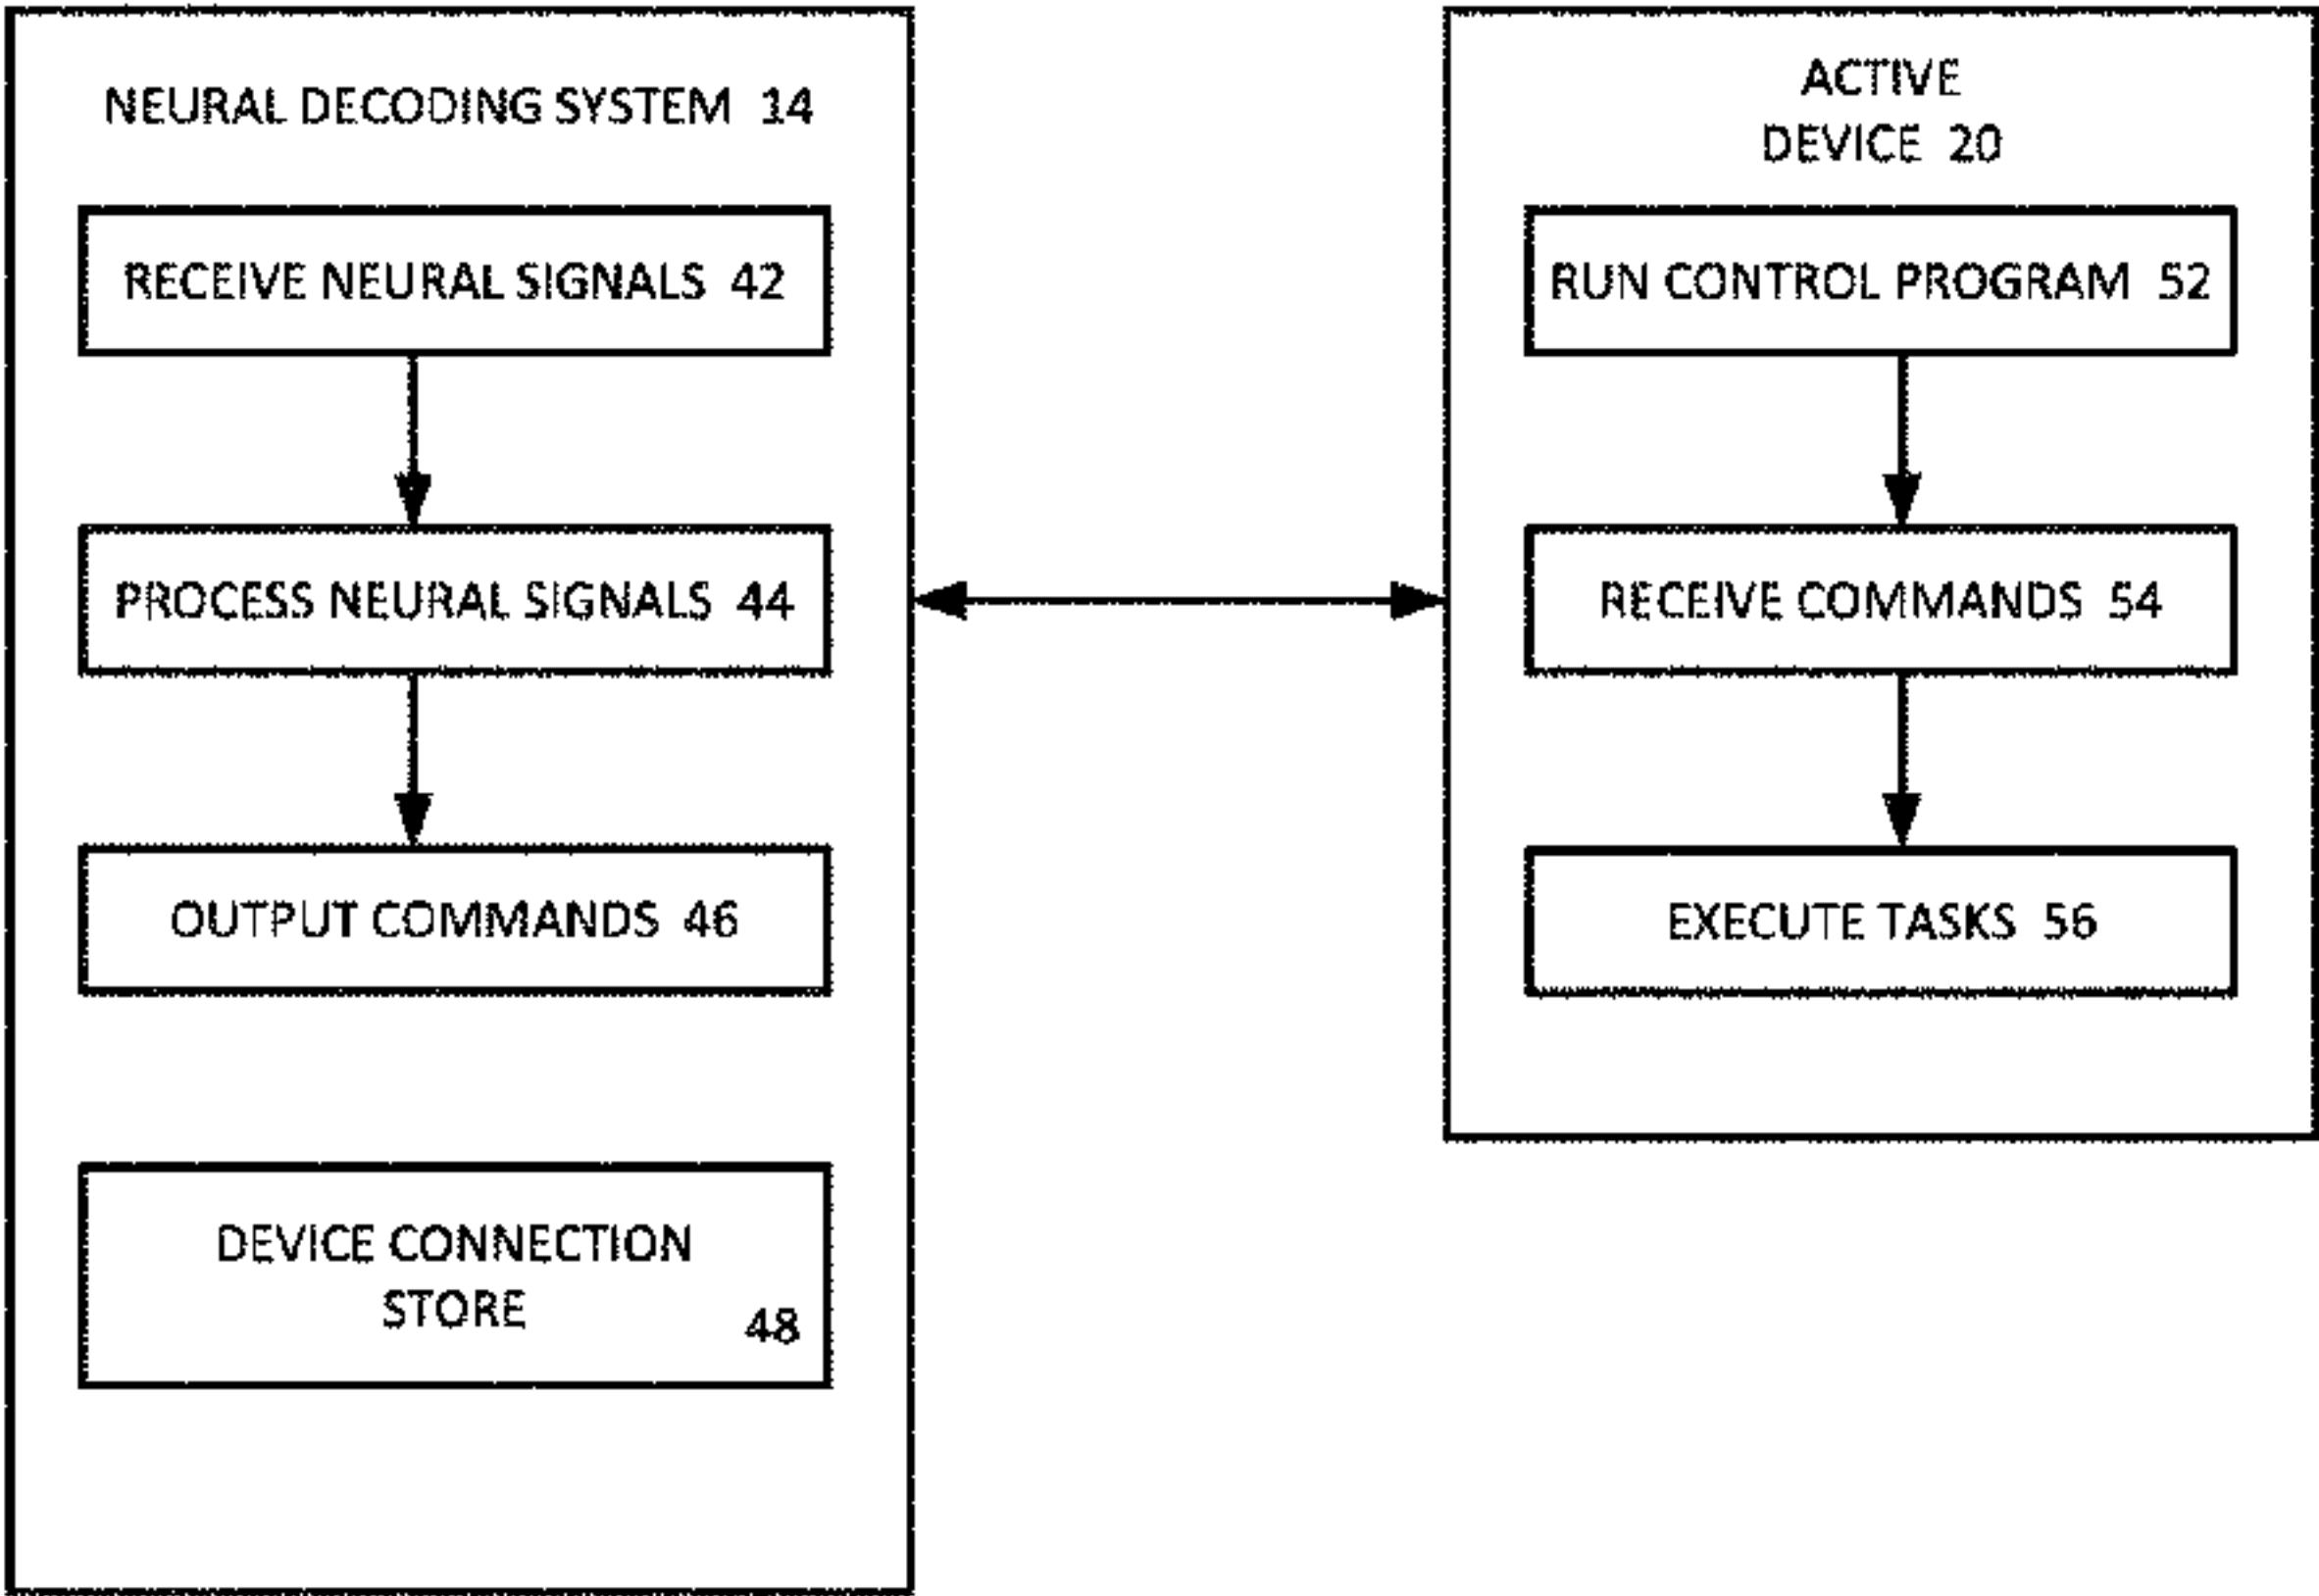 NEURAL DECODING SYSTEM 14
RECEIVE NEURAL SIGNALS 42
PROCESS NEURAL SIGNALS 44
OUTPUT COMMANDS 46
DEVICE CONNECTION
STORE
48
ACTIVE
DEVICE 20
RUN CONTROL PROGRAM 52
RECEIVE COMMANDS 54
EXECUTE TASKS 56